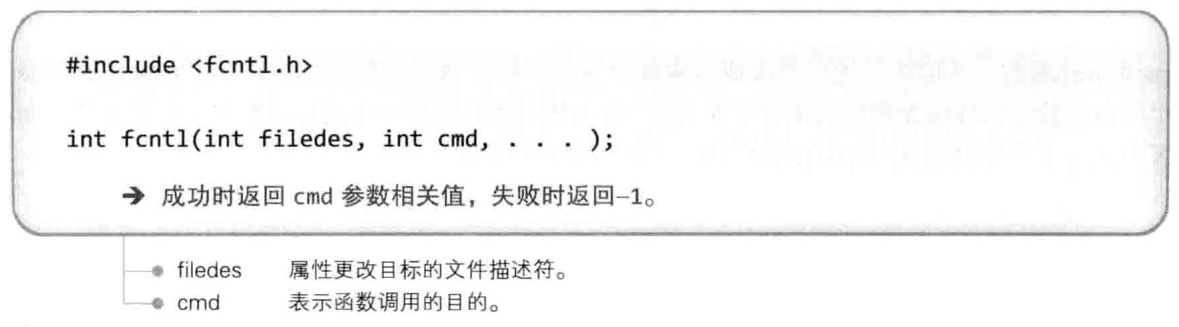 #include <fcntl.h>
int fcntl(int filedes, int cmd, . . . );
➔ 成功时返回 cmd 参数相关值，失败时返回–1。
filedes 属性更改目标的文件描述符。
cmd 表示函数调用的目的。